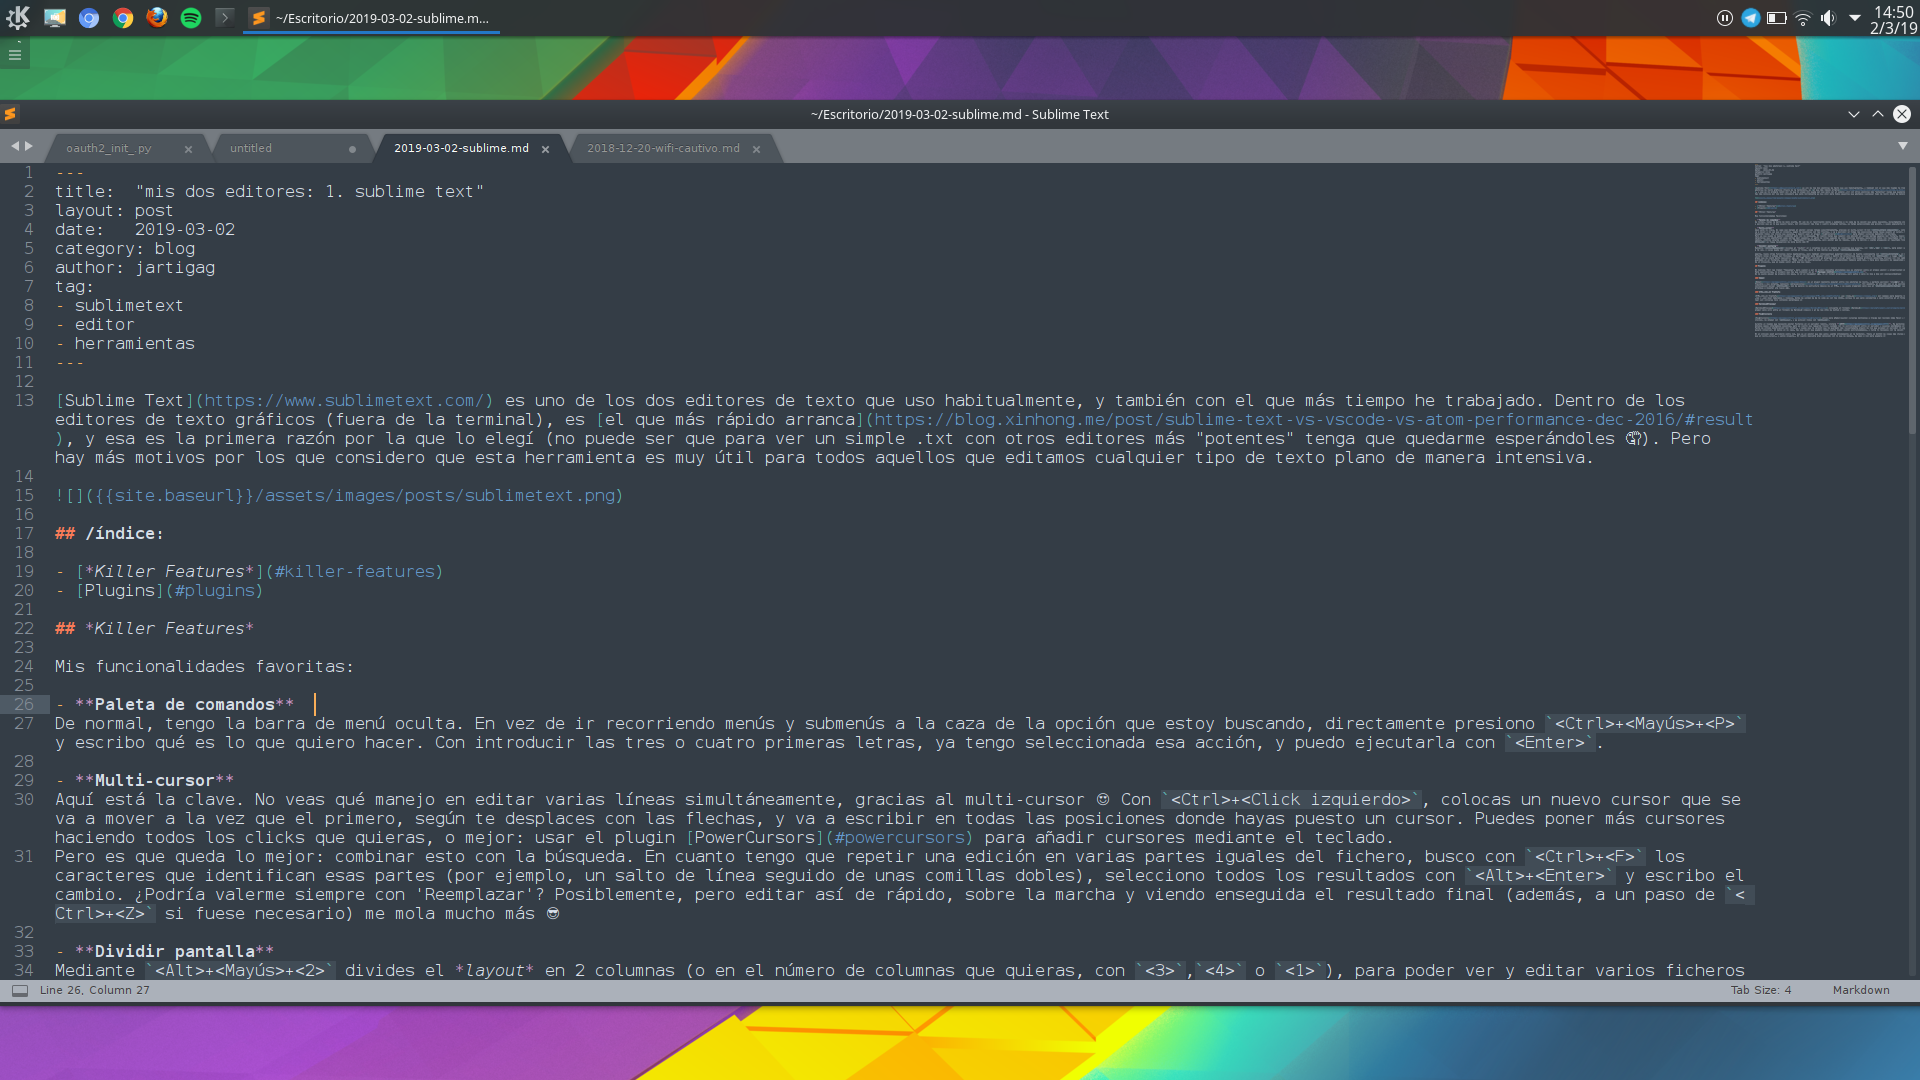 ~/Escritorio/2019-03-02-sublime.m...
14:50
2/3/19
~/Escritorio/2019-03-02-sublime.md - Sublime Text
oauth2_init_.py untitled 2019-03-02-sublime.md 2018-12-20-wifi-cautivo.md
1 ---
2 title:  "mis dos editores: 1. sublime text"
3 layout: post
4 date:   2019-03-02
5 category: blog
6 author: jartigag
7 tag:
8 - sublimetext
9 - editor
10 - herramientas
11 ---
12
13 [Sublime Text](https://www.sublimetext.com/) es uno de los dos editores de texto que uso habitualmente, y también con el que más tiempo he trabajado. Dentro de los
editores de texto gráficos (fuera de la terminal), es [el que más rápido arranca](https://blog.xinhong.me/post/sublime-text-vs-vscode-vs-atom-performance-dec-2016/#result
), y esa es la primera razón por la que lo elegí (no puede ser que para ver un simple .txt con otros editores más "potentes" tenga que quedarme esperándoles 🤦). Pero
hay más motivos por los que considero que esta herramienta es muy útil para todos aquellos que editamos cualquier tipo de texto plano de manera intensiva.
14
15 ![]({{site.baseurl}}/assets/images/posts/sublimetext.png)
16
17 ## /índice:
18
19 - [*Killer Features*](#killer-features)
20 - [Plugins](#plugins)
21
22 ## *Killer Features*
23
24 Mis funcionalidades favoritas:
25
26 - **Paleta de comandos**
27 De normal, tengo la barra de menú oculta. En vez de ir recorriendo menús y submenús a la caza de la opción que estoy buscando, directamente presiono `<Ctrl>+<Mayús>+<P>`
y escribo qué es lo que quiero hacer. Con introducir las tres o cuatro primeras letras, ya tengo seleccionada esa acción, y puedo ejecutarla con `<Enter>`.
28
29 - **Multi-cursor**
30 Aquí está la clave. No veas qué manejo en editar varias líneas simultáneamente, gracias al multi-cursor 😍 Con `<Ctrl>+<Click izquierdo>`, colocas un nuevo cursor que se
va a mover a la vez que el primero, según te desplaces con las flechas, y va a escribir en todas las posiciones donde hayas puesto un cursor. Puedes poner más cursores
haciendo todos los clicks que quieras, o mejor: usar el plugin [PowerCursors](#powercursors) para añadir cursores mediante el teclado.
31 Pero es que queda lo mejor: combinar esto con la búsqueda. En cuanto tengo que repetir una edición en varias partes iguales del fichero, busco con `<Ctrl>+<F>` los
caracteres que identifican esas partes (por ejemplo, un salto de línea seguido de unas comillas dobles), selecciono todos los resultados con `<Alt>+<Enter>` y escribo el
cambio. ¿Podría valerme siempre con 'Reemplazar'? Posiblemente, pero editar así de rápido, sobre la marcha y viendo enseguida el resultado final (además, a un paso de `<
Ctrl>+<Z>` si fuese necesario) me mola mucho más 😎
32
33 - **Dividir pantalla**
34 Mediante `<Alt>+<Mayús>+<2>` divides el *layout* en 2 columnas (o en el número de columnas que quieras, con `<3>`,`<4>` o `<1>`), para poder ver y editar varios ficheros
Line 26, Column 27
Tab Size: 4
Markdown